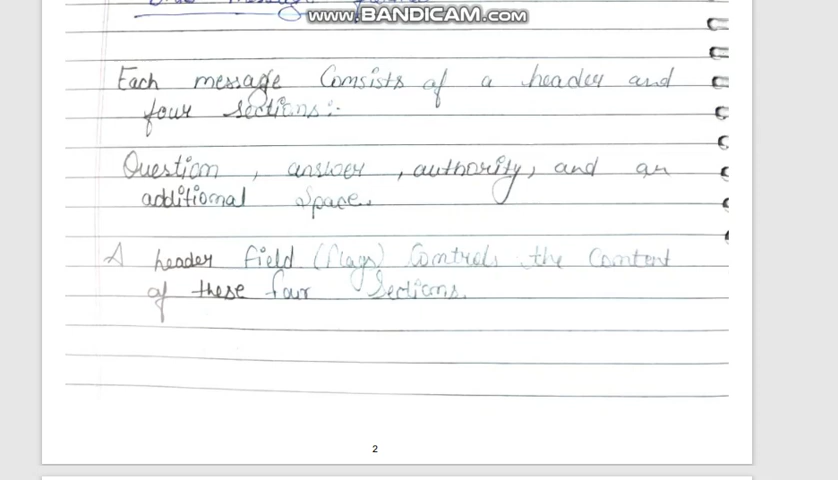 www.BANDICAM.com
Each message Consists of a header and
four sections:-
Question, answer, authority, and an
additional Space.
A header field (flags) Controls the Content
of these four Sections.
2